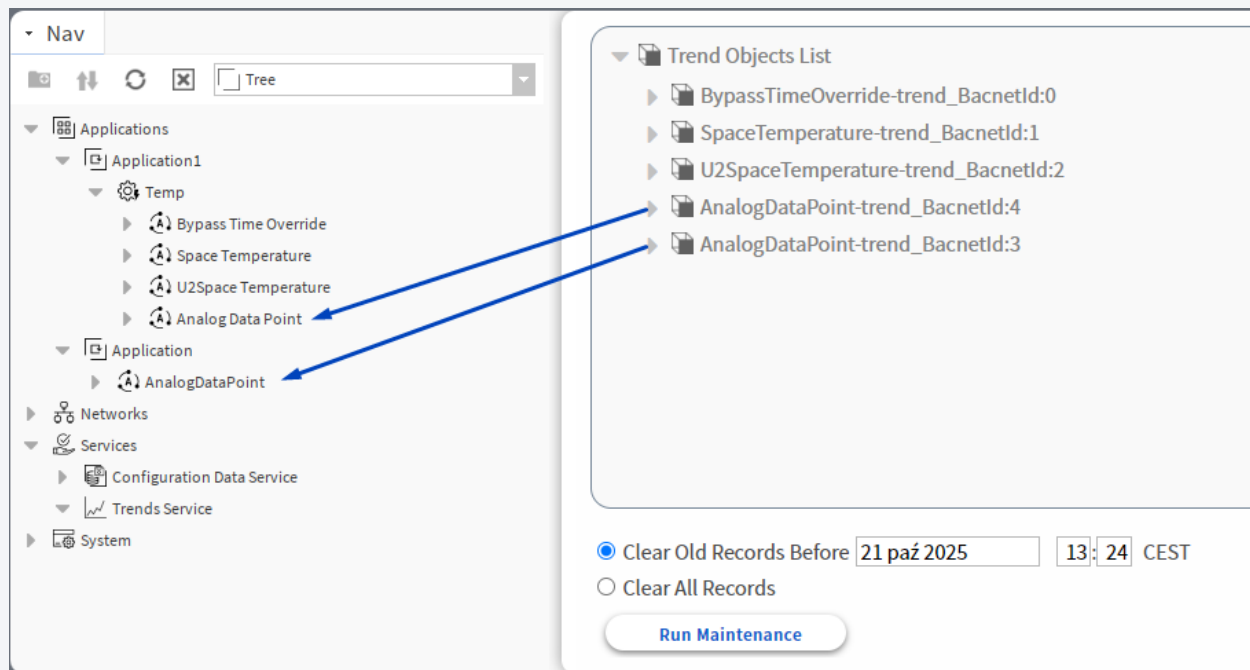 Nav
Tree
Applications
Application1
Temp
Bypass Time Override
Space Temperature
U2Space Temperature
Analog Data Point
Application
AnalogDataPoint
Networks
Services
Configuration Data Service
Trends Service
System
Trend Objects List
BypassTimeOverride-trend_BacnetId:0
SpaceTemperature-trend_BacnetId:1
U2SpaceTemperature-trend_BacnetId:2
AnalogDataPoint-trend_BacnetId:4
AnalogDataPoint-trend_BacnetId:3
Clear Old Records Before 21 paź 2025 13 : 24 CEST
Clear All Records
Run Maintenance